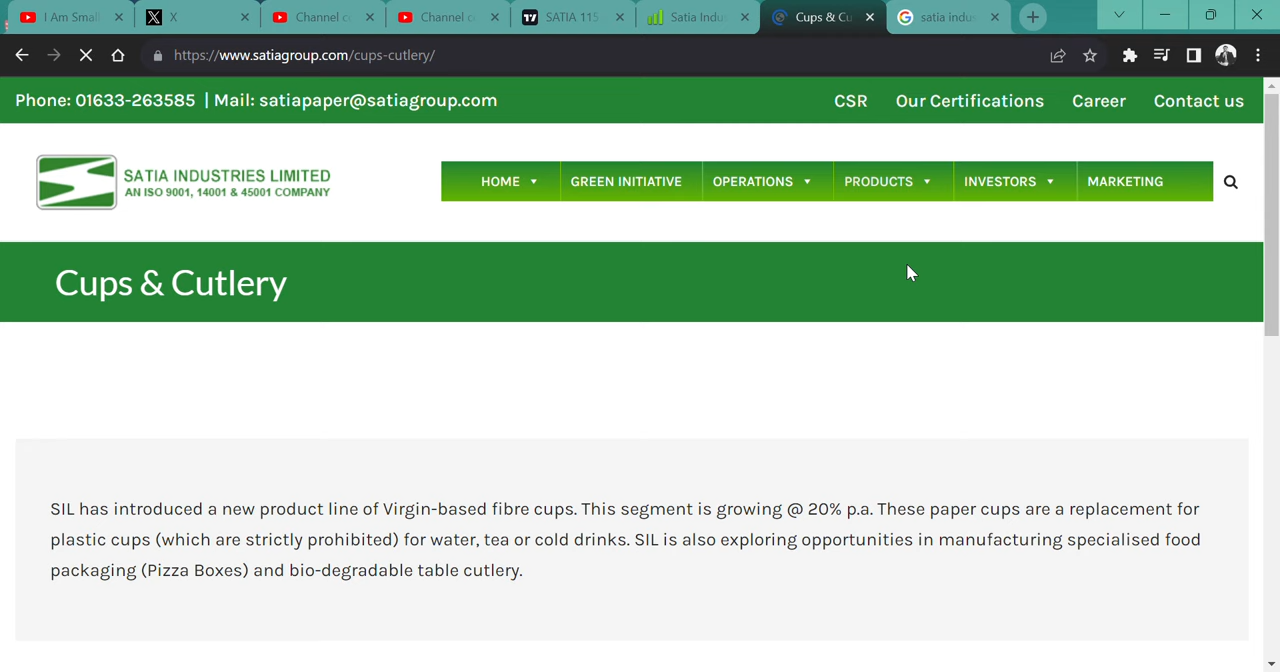 I Am Small
X
Channel c
Channel c
SATIA 115
Satia Indu
Cups & Cu
satia indu
https://www.satiagroup.com/cups-cutlery/
Phone: 01633-263585 | Mail: satiapaper@satiagroup.com
CSR Our Certifications Career Contact us
SATIA INDUSTRIES LIMITED
AN ISO 9001, 14001 & 45001 COMPANY
HOME GREEN INITIATIVE OPERATIONS PRODUCTS INVESTORS MARKETING
Cups & Cutlery
SIL has introduced a new product line of Virgin-based fibre cups. This segment is growing @ 20% p.a. These paper cups are a replacement for
plastic cups (which are strictly prohibited) for water, tea or cold drinks. SIL is also exploring opportunities in manufacturing specialised food
packaging (Pizza Boxes) and bio-degradable table cutlery.